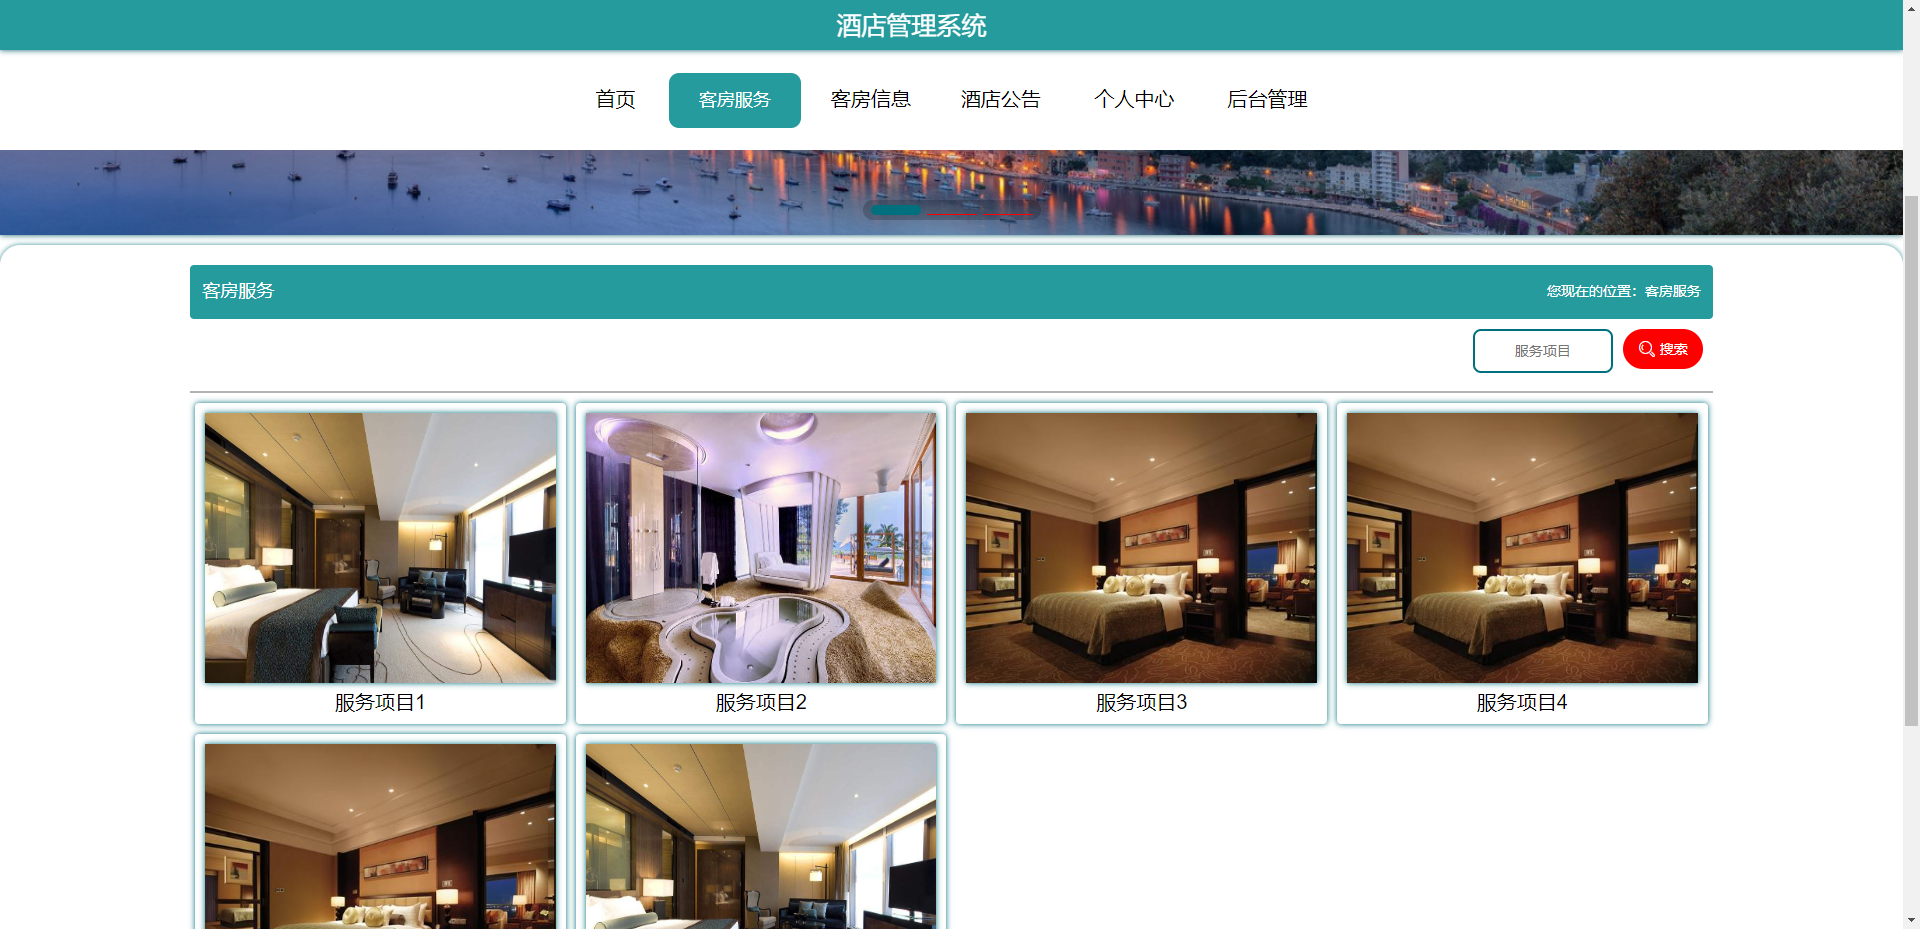 酒店管理系统
首页 客房服务 客房信息 酒店公告 个人中心 后台管理
客房服务 您现在的位置：客房服务
服务项目 搜索
服务项目1 服务项目2 服务项目3 服务项目4